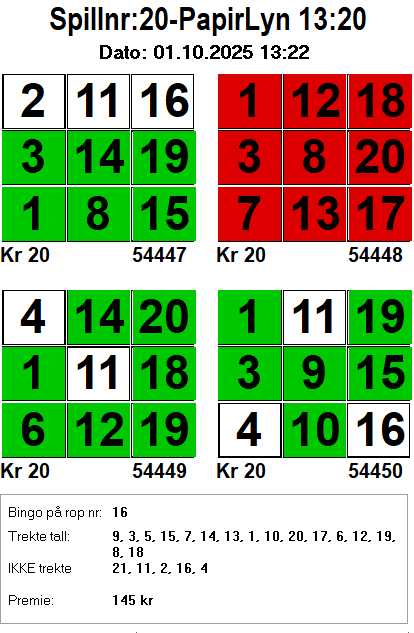 Spillnr:20-PapirLyn 13:20
Dato: 01.10.2025 13:22
2 11 16
3 14 19
1 8 15
Kr 20 54447
1 12 18
3 8 20
7 13 17
Kr 20 54448
4 14 20
1 11 18
6 12 19
Kr 20 54449
1 11 19
3 9 15
4 10 16
Kr 20 54450
Bingo på rop nr: 16
Trekte tall: 9, 3, 5, 15, 7, 14, 13, 1, 10, 20, 17, 6, 12, 19,
8, 18
IKKE trekte 21, 11, 2, 16, 4
Premie: 145 kr